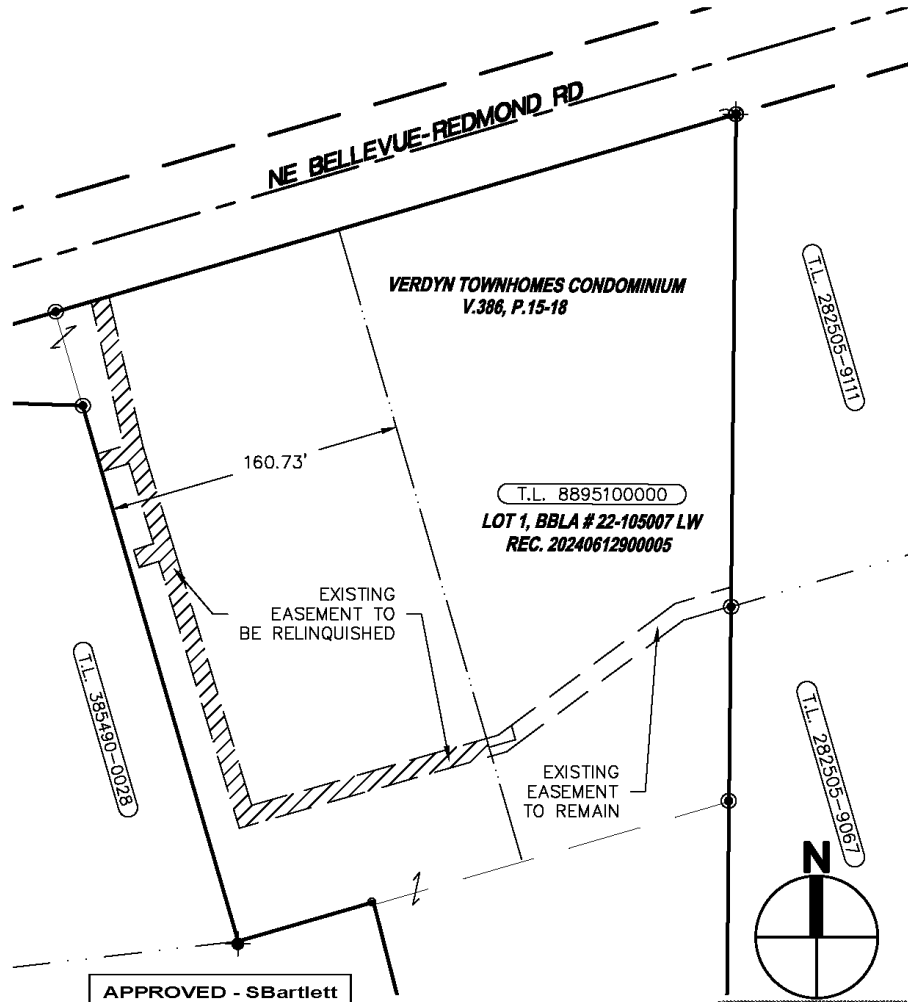 NE BELLEVUE-REDMOND RD
VERDYN TOWNHOMES CONDOMINIUM
V.386, P.15-18
T.L. 282505-9111
160.73'
T.L. 8895100000
LOT 1, BBLA # 22-105007 LW
REC. 20240612900005
EXISTING
EASEMENT TO
BE RELINQUISHED
T.L. 385490-0028
EXISTING
EASEMENT
TO REMAIN
T.L. 282505-9067
N
APPROVED - SBartlett